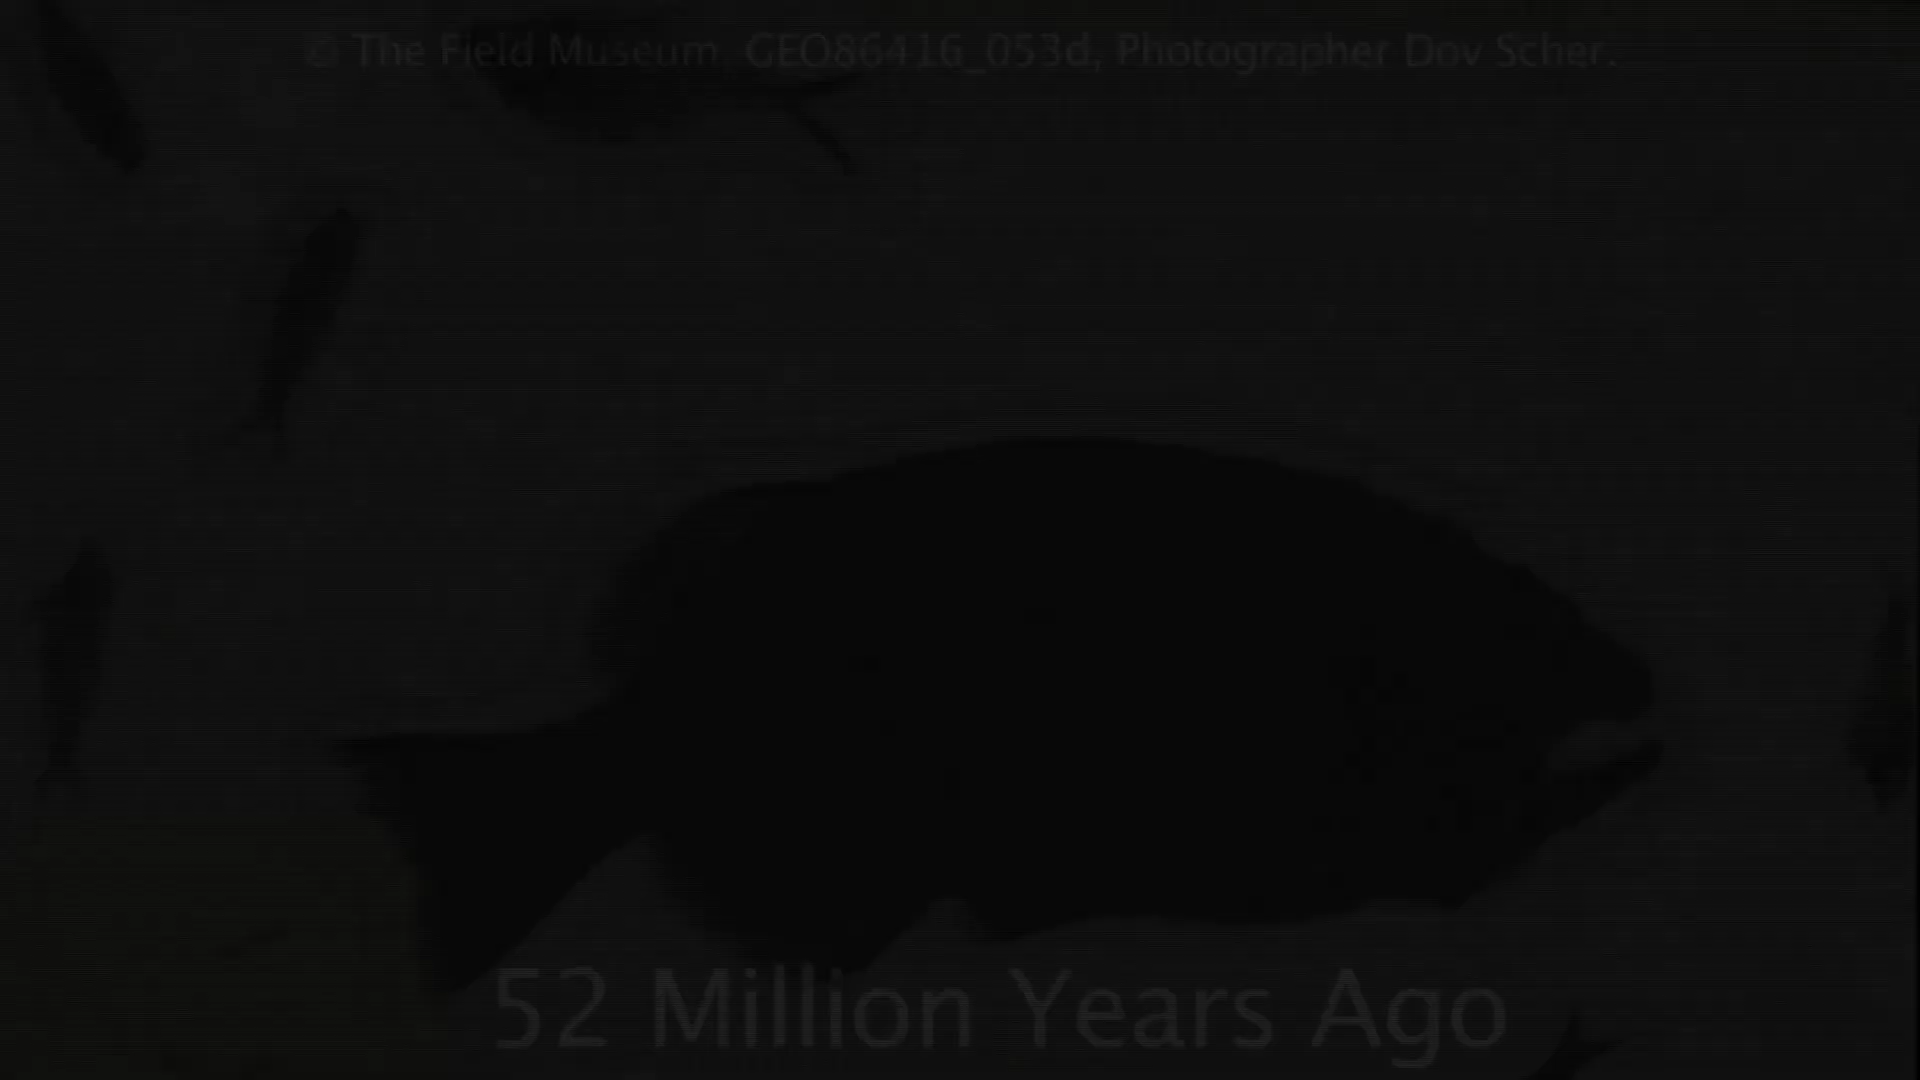 © The Field Museum, GEO86416_053d, Photographer Dov Scher.
52 Million Years Ago